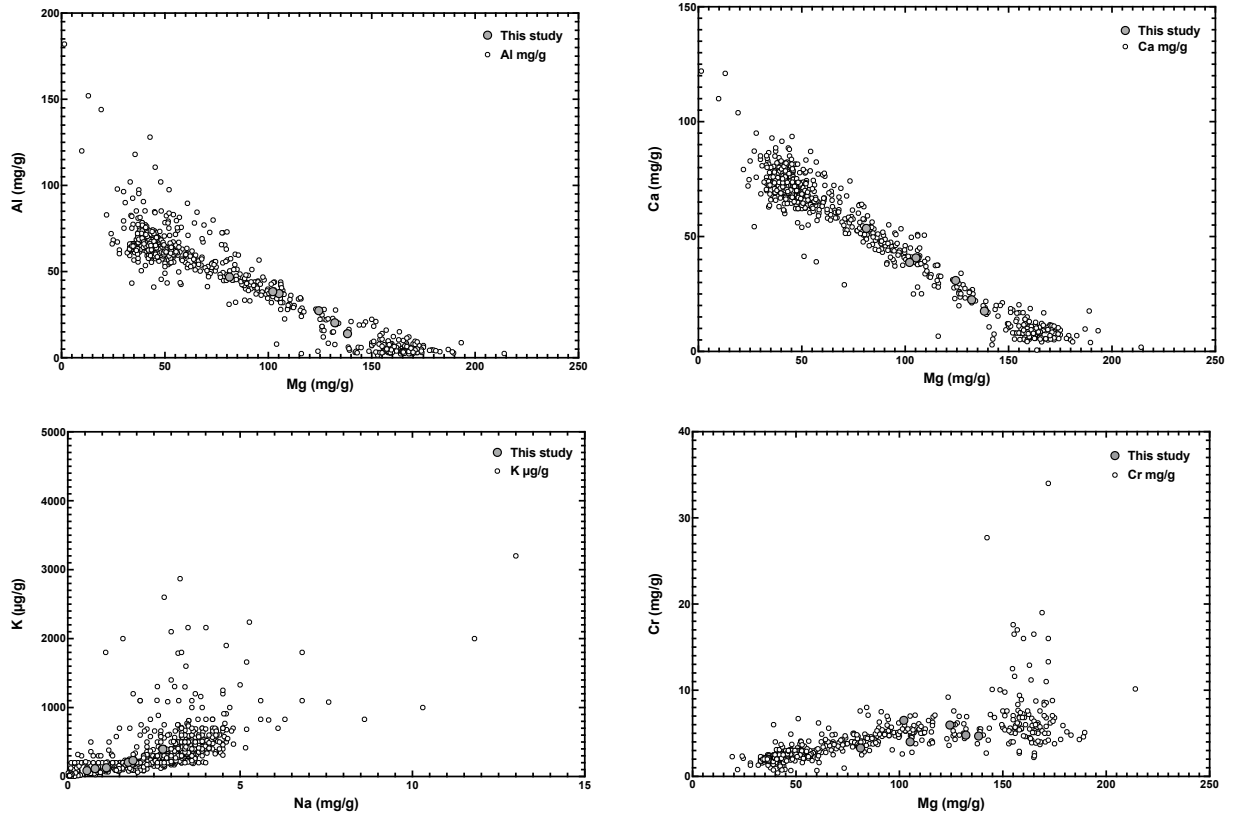 200
150
100
50
0
0 50 100 150 200 250
Al (mg/g)
Mg (mg/g)
This study
Al mg/g
150
100
50
0
0 50 100 150 200 250
Ca (mg/g)
Mg (mg/g)
This study
Ca mg/g
5000
4000
3000
2000
1000
0
0 5 10 15
K (µg/g)
Na (mg/g)
This study
K µg/g
40
30
20
10
0
0 50 100 150 200 250
Cr (mg/g)
Mg (mg/g)
This study
Cr mg/g